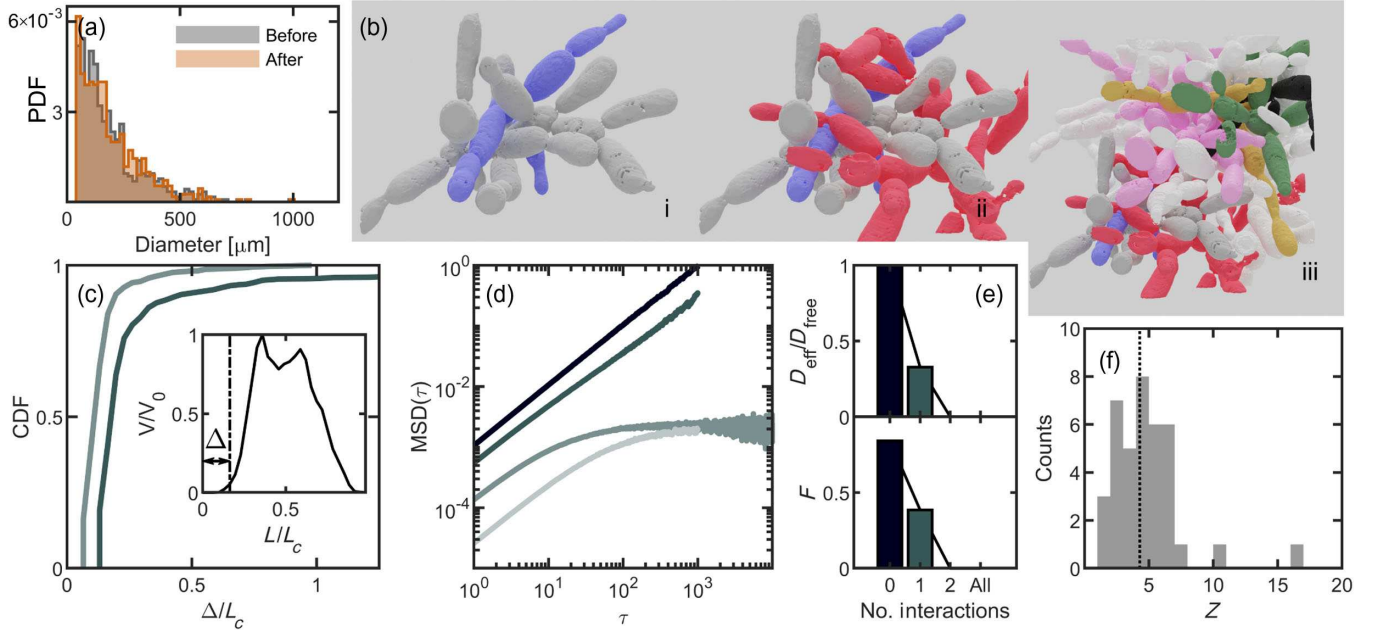 (a)
6×10⁻³
3
PDF
Before
After
0
500
1000
Diameter [μm]
(b)
i
ii
iii
(c)
1
0.5
0
CDF
0
0.5
1
Δ/L_c
1
0.5
0
V/V₀
Δ
0
0.5
1
L/L_c
(d)
10⁰
10⁻²
10⁻⁴
MSD(τ)
10⁰
10¹
10²
10³
τ
(e)
1
0.5
0
D_eff/D_free
1
0.5
0
F
0 1 2 All
No. interactions
(f)
10
8
6
4
2
0
Counts
5
10
15
20
Z